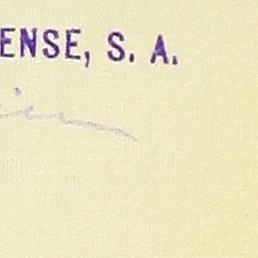 ENSE, S. A.